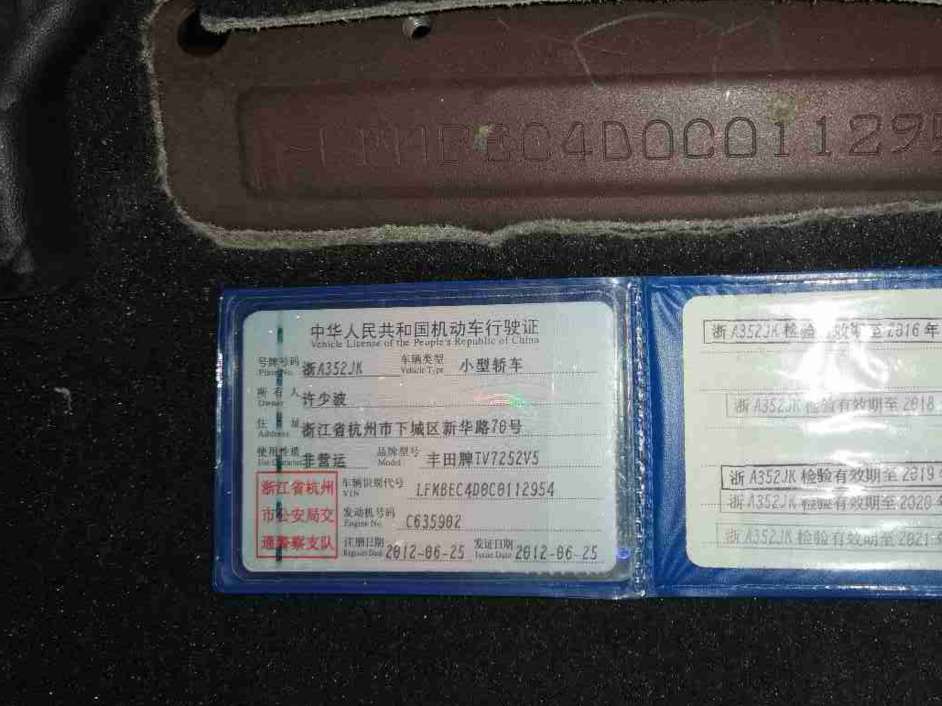 LFMBEC4D0C011295
中华人民共和国机动车行驶证
Vehicle License of the People's Republic of China
号牌号码 浙A352JK 车辆类型 小型轿车
Plate No. Vehicle Type
所有人 许少波
Owner
住址 浙江省杭州市下城区新华路70号
Address
使用性质 非营运 品牌型号 丰田牌TV7252V5
Use Character Model
浙江省杭州
市公安局交
通警察支队
车辆识别代号 LFMBEC4D0C0112954
VIN
发动机号码 C635902
Engine No.
注册日期 2012-06-25 发证日期 2012-06-25
Register Date Issue Date
浙A352JK 检验有效期至2016年
浙A352JK 检验有效期至2018
浙A352JK 检验有效期至2019
浙A352JK 检验有效期至2020
浙A352JK 检验有效期至2021